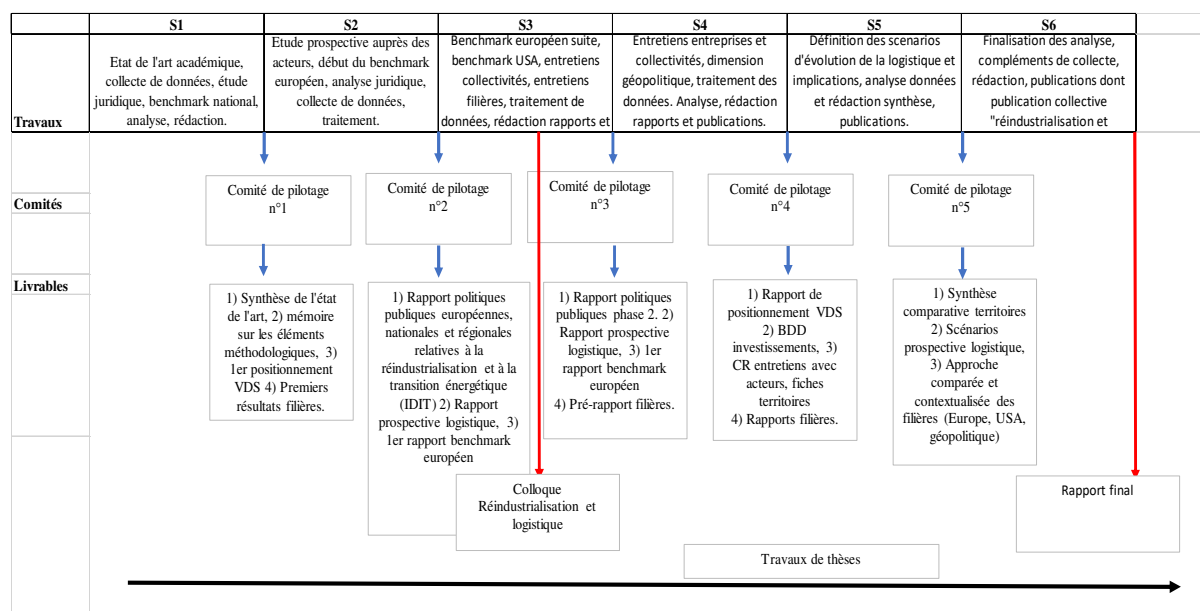 S1
S2
S3
S4
S5
S6
Travaux
Etat de l'art académique,
collecte de données, étude
juridique, benchmark national,
analyse, rédaction.
Etude prospective auprès des
acteurs, début du benchmark
européen, analyse juridique,
collecte de données,
traitement.
Benchmark européen suite,
benchmark USA, entretiens
collectivités, entretiens
filières, traitement de
données, rédaction rapports et
Entretiens entreprises et
collectivités, dimension
géopolitique, traitement des
données. Analyse, rédaction
rapports et publications.
Définition des scenarios
d'évolution de la logistique et
implications, analyse données
et rédaction synthèse,
publications.
Finalisation des analyse,
compléments de collecte,
rédaction, publications dont
publication collective
"réindustrialisation et
Comités
Comité de pilotage
n°1
Comité de pilotage
n°2
Comité de pilotage
n°3
Comité de pilotage
n°4
Comité de pilotage
n°5
Livrables
1) Synthèse de l'état
de l'art, 2) mémoire
sur les éléments
méthodologiques, 3)
1er positionnement
VDS 4) Premiers
résultats filières.
1) Rapport politiques
publiques européennes,
nationales et régionales
relatives à la
réindustrialisation et à la
transition énergétique
(IDIT) 2) Rapport
prospective logistique, 3)
1er rapport benchmark
européen
1) Rapport politiques
publiques phase 2. 2)
Rapport prospective
logistique, 3) 1er
rapport benchmark
européen
4) Pré-rapport filières.
1) Rapport de
positionnement VDS
2) BDD
investissements, 3)
CR entretiens avec
acteurs, fiches
territoires
4) Rapports filières.
1) Synthèse
comparative territoires
2) Scénarios
prospective logistique,
3) Approche
comparée et
contextualisée des
filières (Europe, USA,
géopolitique)
Colloque
Réindustrialisation et
logistique
Rapport final
Travaux de thèses